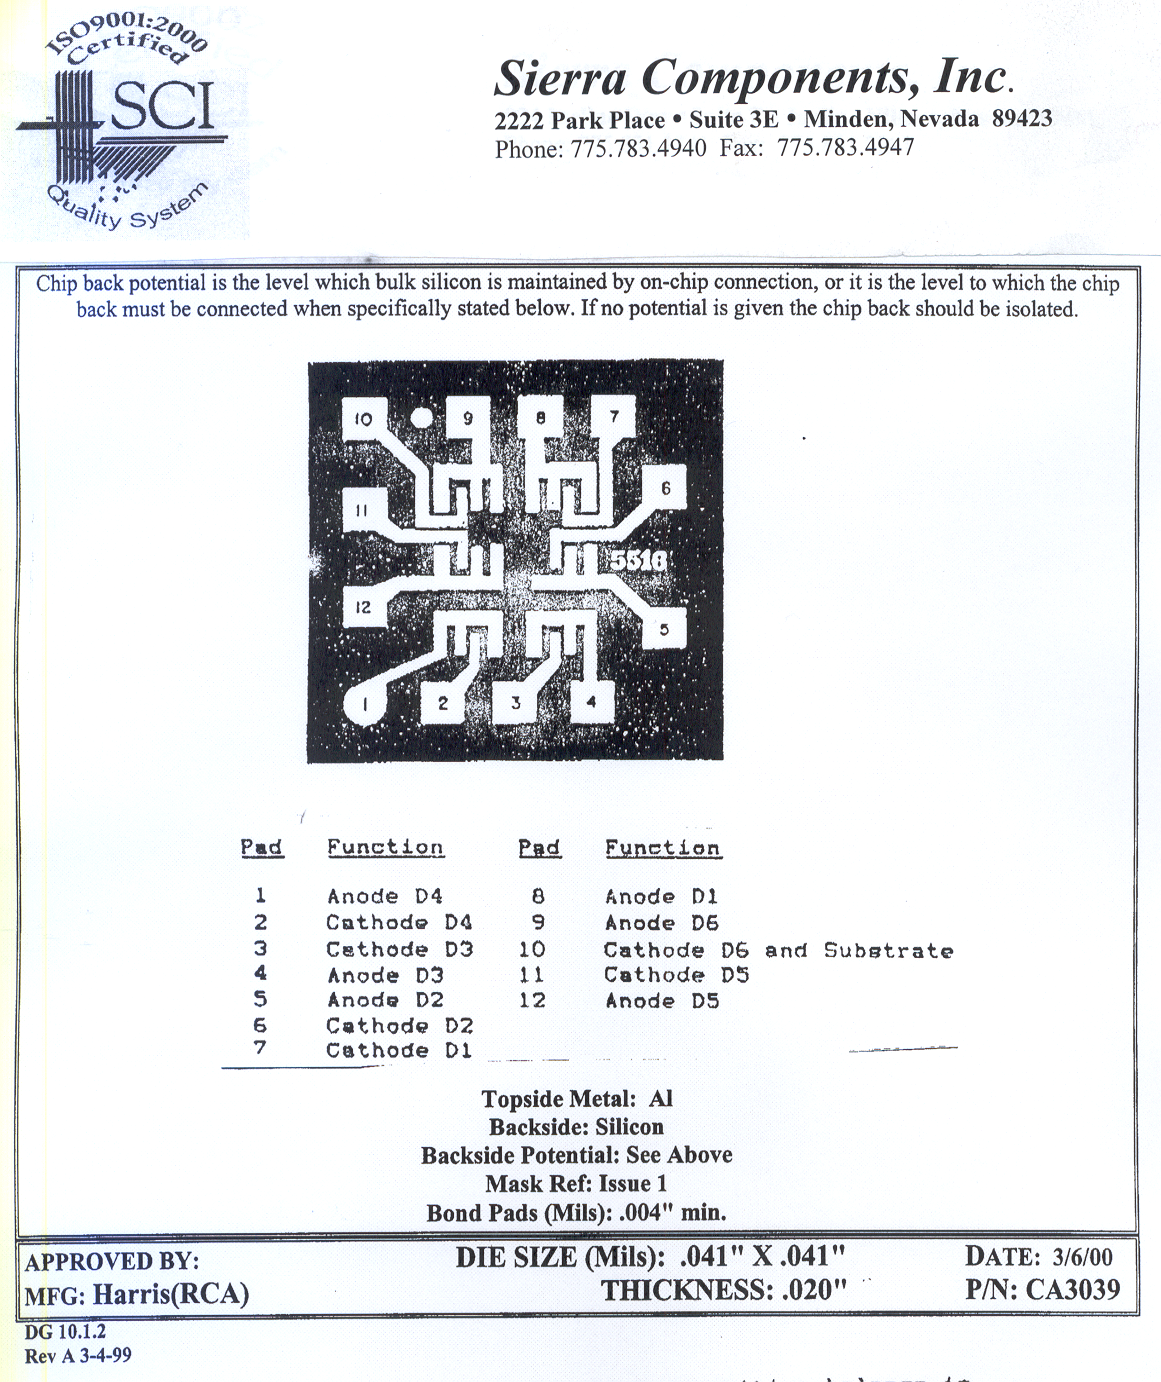 ISO9001:2000
Certified
SCI
Quality System
Sierra Components, Inc.
2222 Park Place • Suite 3E • Minden, Nevada 89423
Phone: 775.783.4940 Fax: 775.783.4947
Chip back potential is the level which bulk silicon is maintained by on-chip connection, or it is the level to which the chip
back must be connected when specifically stated below. If no potential is given the chip back should be isolated.
10 9 8 7
6
11
5518
12
5
1 2 3 4
Pad Function Pad Function
1 Anode D4 8 Anode D1
2 Cathode D4 9 Anode D6
3 Cathode D3 10 Cathode D6 and Substrate
4 Anode D3 11 Cathode D5
5 Anode D2 12 Anode D5
6 Cathode D2
7 Cathode D1
Topside Metal: Al
Backside: Silicon
Backside Potential: See Above
Mask Ref: Issue 1
Bond Pads (Mils): .004" min.
APPROVED BY: DIE SIZE (Mils): .041" X .041" DATE: 3/6/00
MFG: Harris(RCA) THICKNESS: .020" P/N: CA3039
DG 10.1.2
Rev A 3-4-99